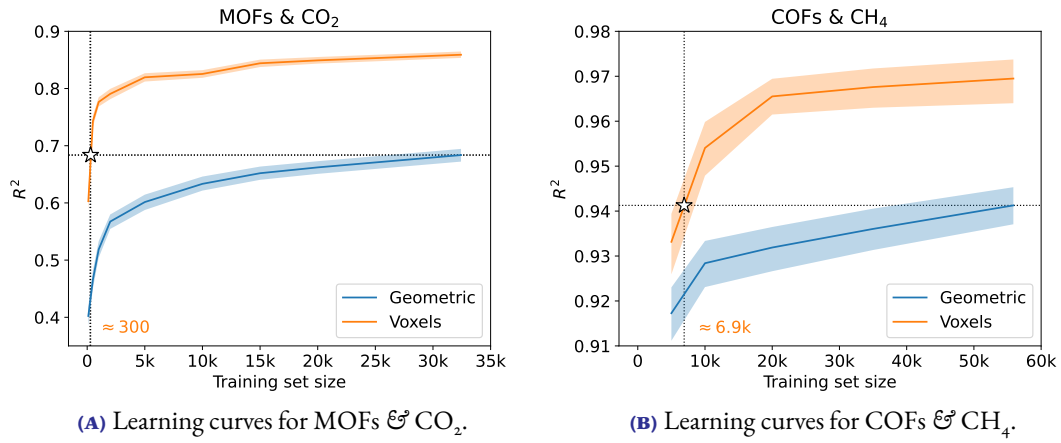 MOFs & CO₂
0.9
0.8
0.7
0.6
0.5
0.4
R²
≈ 300
Geometric
Voxels
0 5k 10k 15k 20k 25k 30k 35k
Training set size
(A) Learning curves for MOFs & CO₂.
COFs & CH₄
0.98
0.97
0.96
0.95
0.94
0.93
0.92
0.91
R²
≈ 6.9k
Geometric
Voxels
0 10k 20k 30k 40k 50k 60k
Training set size
(B) Learning curves for COFs & CH₄.